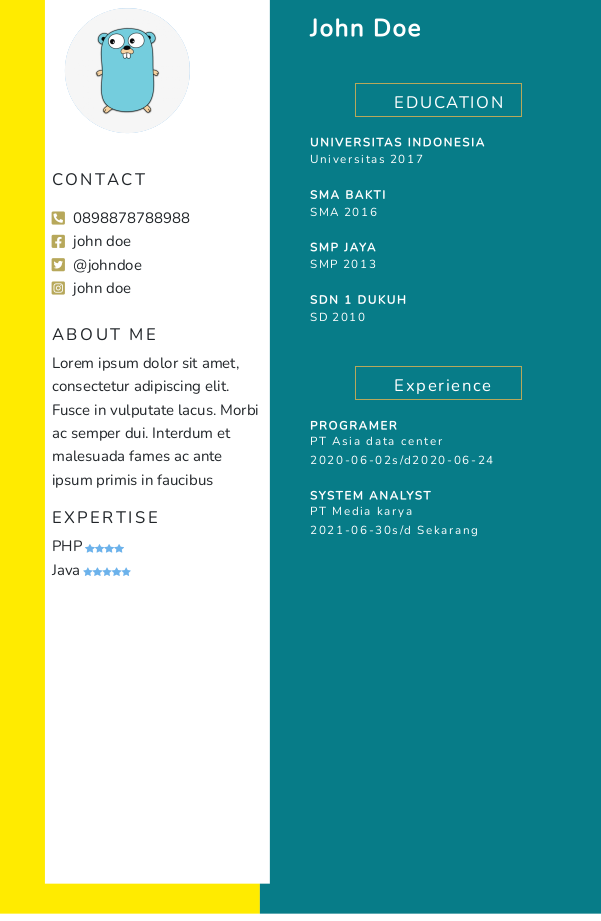 CONTACT
0898878788988
john doe
@johndoe
john doe
ABOUT ME
Lorem ipsum dolor sit amet,
consectetur adipiscing elit.
Fusce in vulputate lacus. Morbi
ac semper dui. Interdum et
malesuada fames ac ante
ipsum primis in faucibus
EXPERTISE
PHP
Java
John Doe
EDUCATION
UNIVERSITAS INDONESIA
Universitas 2017
SMA BAKTI
SMA 2016
SMP JAYA
SMP 2013
SDN 1 DUKUH
SD 2010
Experience
PROGRAMER
PT Asia data center
2020-06-02s/d2020-06-24
SYSTEM ANALYST
PT Media karya
2021-06-30s/d Sekarang